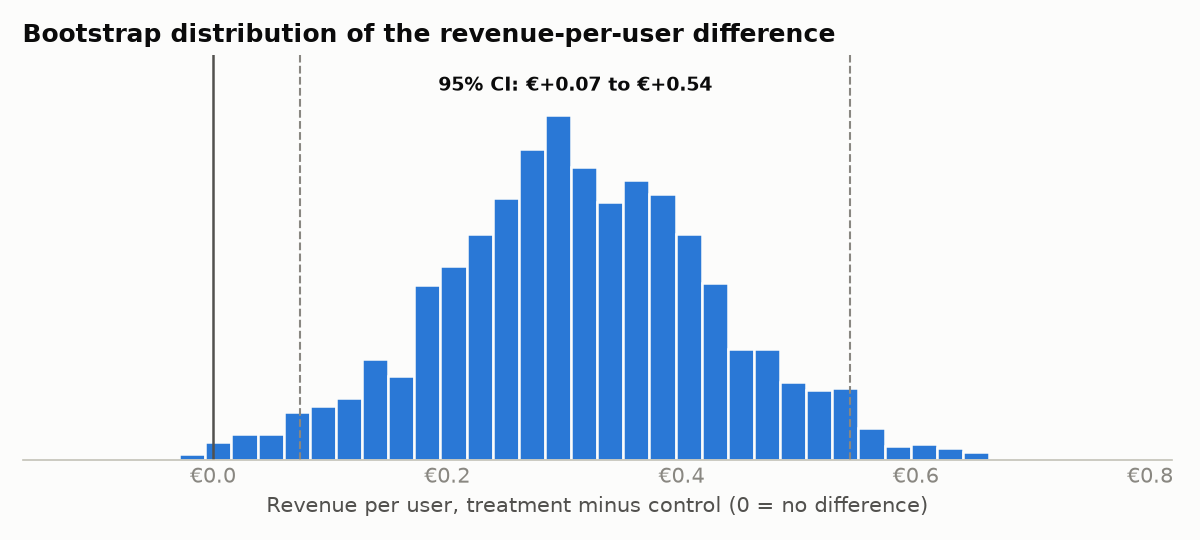 Bootstrap distribution of the revenue-per-user difference
95% CI: €+0.07 to €+0.54
€0.0 €0.2 €0.4 €0.6 €0.8
Revenue per user, treatment minus control (0 = no difference)